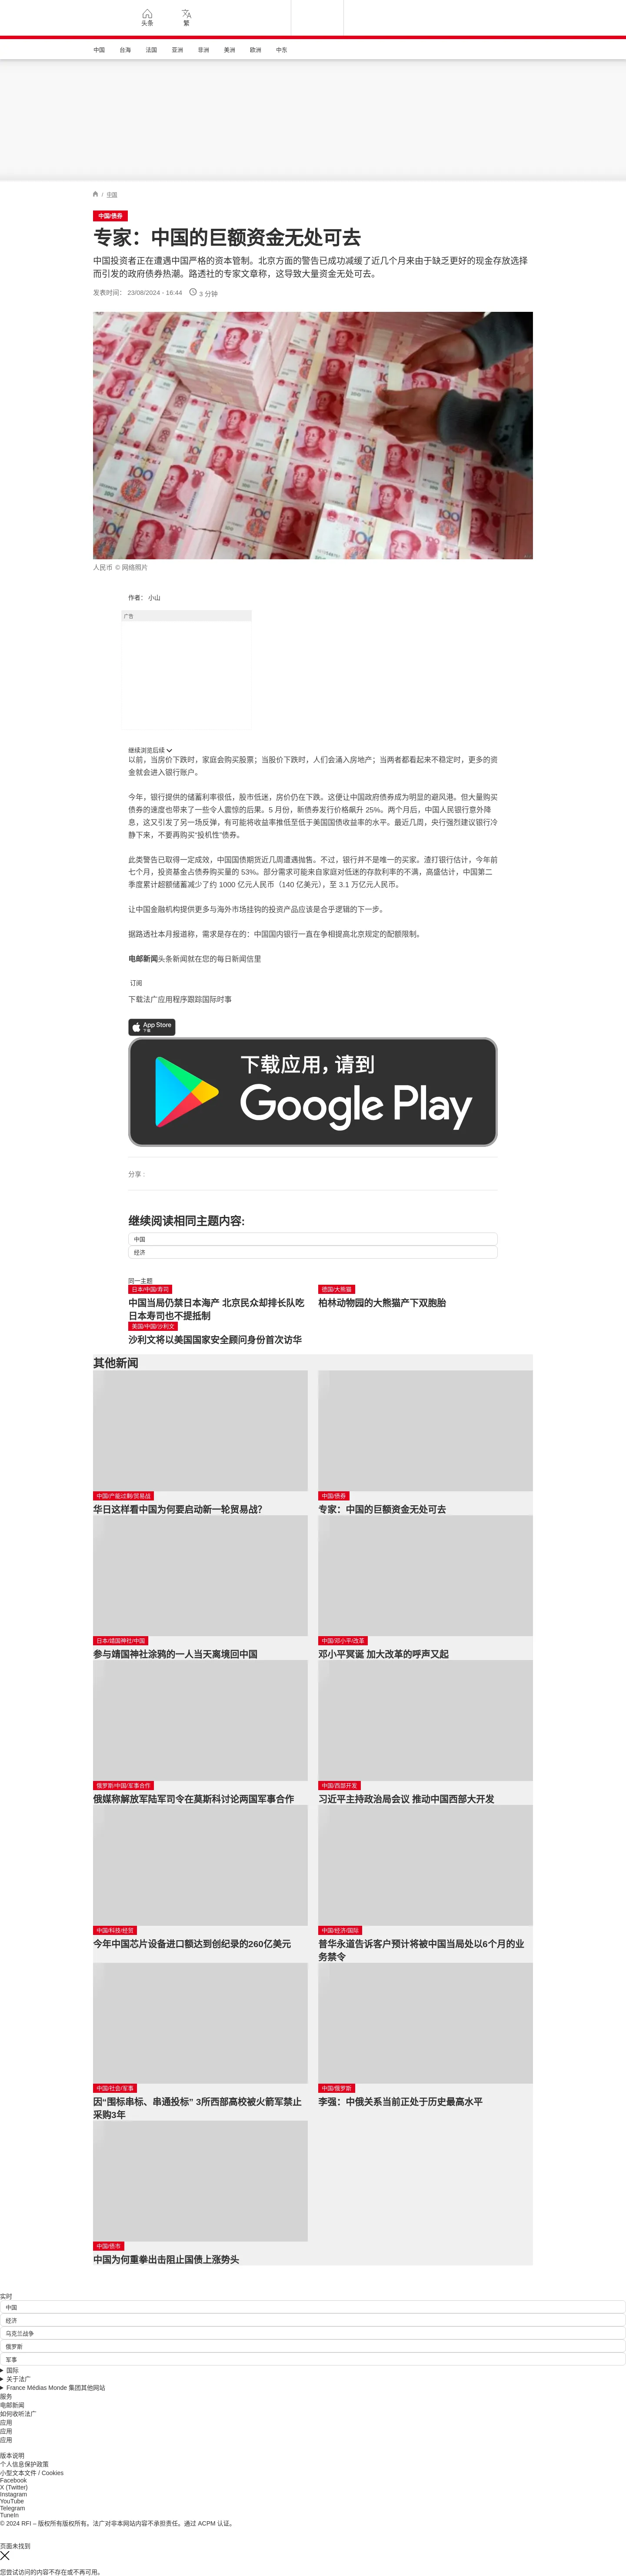 头条
繁
中国
台海
法国
亚洲
非洲
美洲
欧洲
中东
/ 中国
中国/债券
专家：中国的巨额资金无处可去
中国投资者正在遭遇中国严格的资本管制。北京方面的警告已成功减缓了近几个月来由于缺乏更好的现金存放选择
而引发的政府债券热潮。路透社的专家文章称，这导致大量资金无处可去。
发表时间： 23/08/2024 - 16:44
3 分钟
人民币 © 网络照片
作者： 小山
广告
继续浏览后续
以前，当房价下跌时，家庭会购买股票；当股价下跌时，人们会涌入房地产；当两者都看起来不稳定时，更多的资
金就会进入银行账户。
今年，银行提供的储蓄利率很低，股市低迷，房价仍在下跌。这便让中国政府债券成为明显的避风港。但大量购买
债券的速度也带来了一些令人震惊的后果。5 月份，新债券发行价格飙升 25%。两个月后，中国人民银行意外降
息，这又引发了另一场反弹，有可能将收益率推低至低于美国国债收益率的水平。最近几周，央行强烈建议银行冷
静下来，不要再购买“投机性”债券。
此类警告已取得一定成效，中国国债期货近几周遭遇抛售。不过，银行并不是唯一的买家。渣打银行估计，今年前
七个月，投资基金占债券购买量的 53%。部分需求可能来自家庭对低迷的存款利率的不满，高盛估计，中国第二
季度累计超额储蓄减少了约 1000 亿元人民币（140 亿美元），至 3.1 万亿元人民币。
让中国金融机构提供更多与海外市场挂钩的投资产品应该是合乎逻辑的下一步。
据路透社本月报道称，需求是存在的：中国国内银行一直在争相提高北京规定的配额限制。
电邮新闻头条新闻就在您的每日新闻信里
订阅
下载法广应用程序跟踪国际时事
App Store
下载
下载应用，请到
Google Play
分享 :
继续阅读相同主题内容:
中国
经济
同一主题
日本/中国/寿司
中国当局仍禁日本海产 北京民众却排长队吃
日本寿司也不提抵制
德国/大熊猫
柏林动物园的大熊猫产下双胞胎
美国/中国/沙利文
沙利文将以美国国家安全顾问身份首次访华
其他新闻
中国/产能过剩/贸易战
华日这样看中国为何要启动新一轮贸易战？
中国/债券
专家：中国的巨额资金无处可去
日本/靖国神社/中国
参与靖国神社涂鸦的一人当天离境回中国
中国/邓小平/改革
邓小平冥诞 加大改革的呼声又起
俄罗斯/中国/军事合作
俄媒称解放军陆军司令在莫斯科讨论两国军事合作
中国/西部开发
习近平主持政治局会议 推动中国西部大开发
中国/科技/经贸
今年中国芯片设备进口额达到创纪录的260亿美元
中国/经济/国际
普华永道告诉客户预计将被中国当局处以6个月的业
务禁令
中国/社会/军事
因“围标串标、串通投标” 3所西部高校被火箭军禁止
采购3年
中国/俄罗斯
李强：中俄关系当前正处于历史最高水平
中国/债市
中国为何重拳出击阻止国债上涨势头
实时
中国
经济
乌克兰战争
俄罗斯
军事
国际
关于法广
France Médias Monde 集团其他网站
服务
电邮新闻
如何收听法广
应用
应用
应用
版本说明
个人信息保护政策
小型文本文件 / Cookies
Facebook
X (Twitter)
Instagram
YouTube
Telegram
TuneIn
© 2024 RFI – 版权所有版权所有。法广对非本网站内容不承担责任。通过 ACPM 认证。
页面未找到
您尝试访问的内容不存在或不再可用。